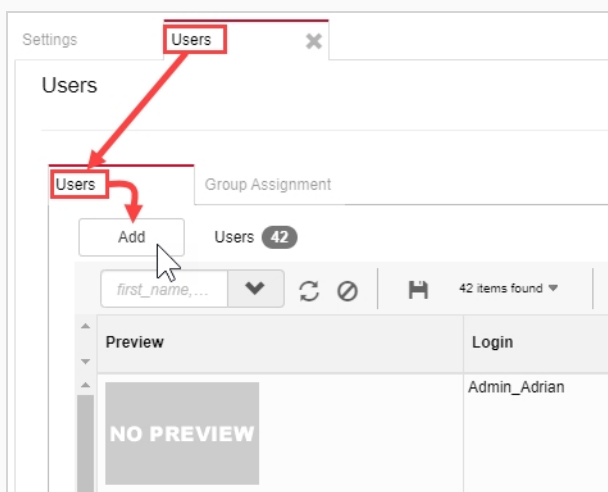 Settings Users
Users
Users Group Assignment
Add Users 42
first_name,... 42 items found
Preview Login
Admin_Adrian
NO PREVIEW